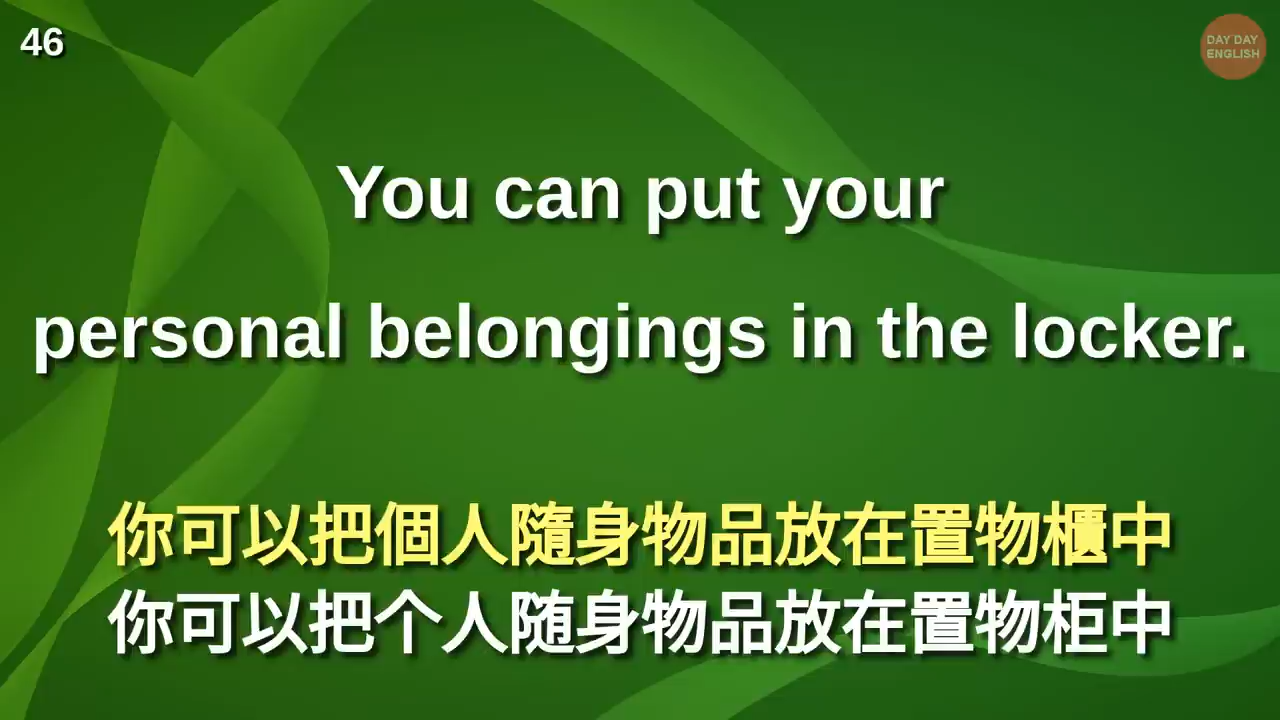 46
DAY DAY
ENGLISH
You can put your
personal belongings in the locker.
你可以把個人隨身物品放在置物櫃中
你可以把个人随身物品放在置物柜中